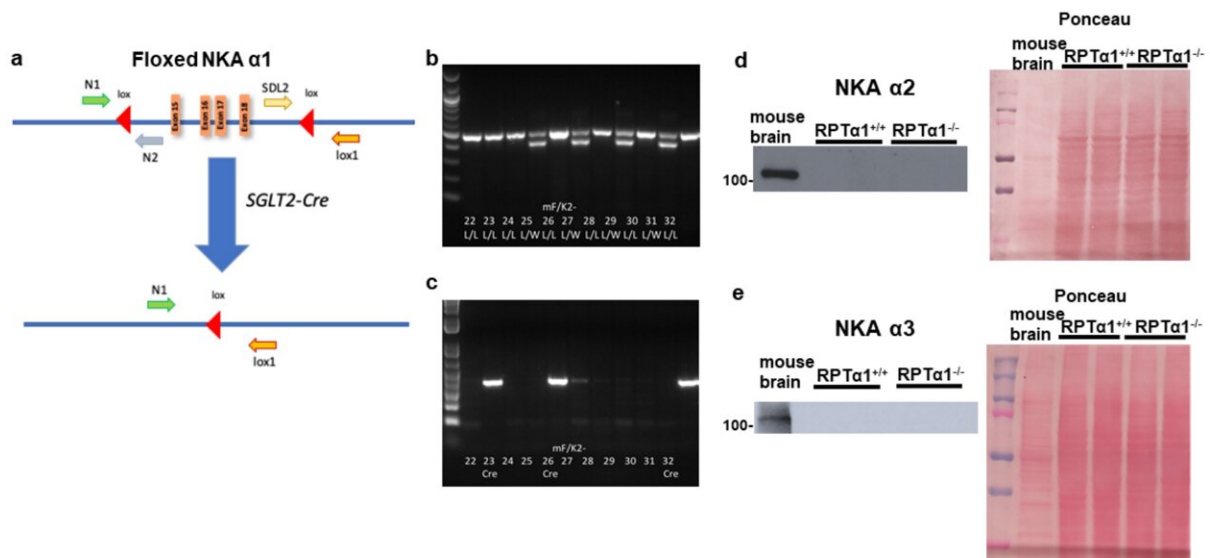 a
Floxed NKA α1
N1
lox
Exon 15
Exon 16
Exon 17
Exon 18
SDL2
lox
N2
lox1
SGLT2-Cre
N1
lox
lox1
b
mF/K2-
22 23 24 25 26 27 28 29 30 31 32
L/L L/L L/L L/W L/L L/W L/L L/W L/L L/W L/L
c
mF/K2-
22 23 24 25 26 27 28 29 30 31 32
Cre Cre Cre
d
NKA α2
mouse
brain
RPTα1+/+ RPTα1-/-
100-
Ponceau
mouse
brain
RPTα1+/+ RPTα1-/-
e
NKA α3
mouse
brain
RPTα1+/+ RPTα1-/-
100-
Ponceau
mouse
brain
RPTα1+/+ RPTα1-/-